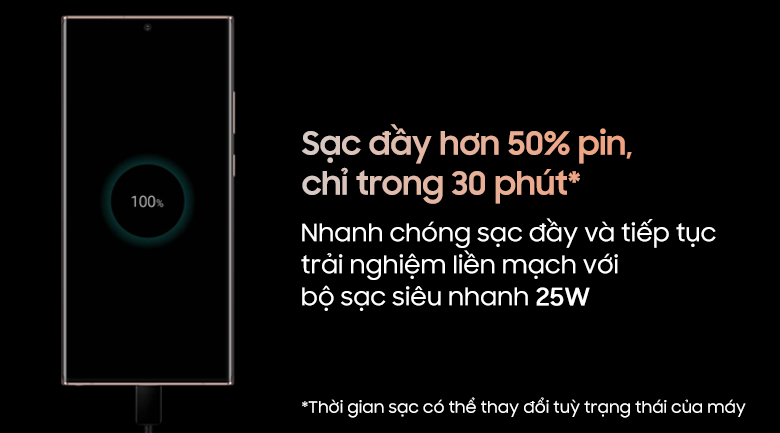 100%
Sạc đầy hơn 50% pin,
chỉ trong 30 phút*
Nhanh chóng sạc đầy và tiếp tục
trải nghiệm liền mạch với
bộ sạc siêu nhanh 25W
*Thời gian sạc có thể thay đổi tuỳ trạng thái của máy